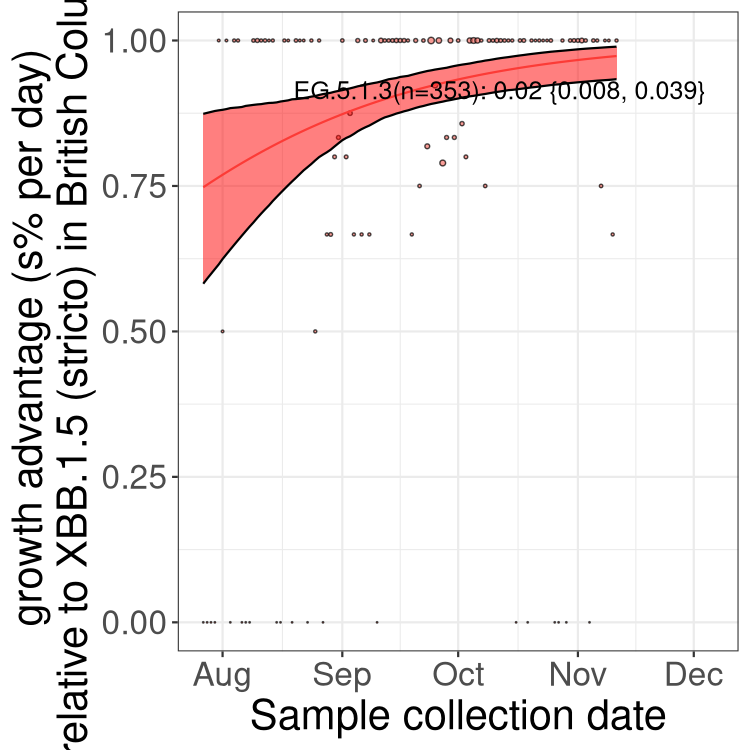 growth advantage (s% per day)
relative to XBB.1.5 (stricto) in British Colu
1.00
0.75
0.50
0.25
0.00
EG.5.1.3(n=353): 0.02 {0.008, 0.039}
Aug Sep Oct Nov Dec
Sample collection date